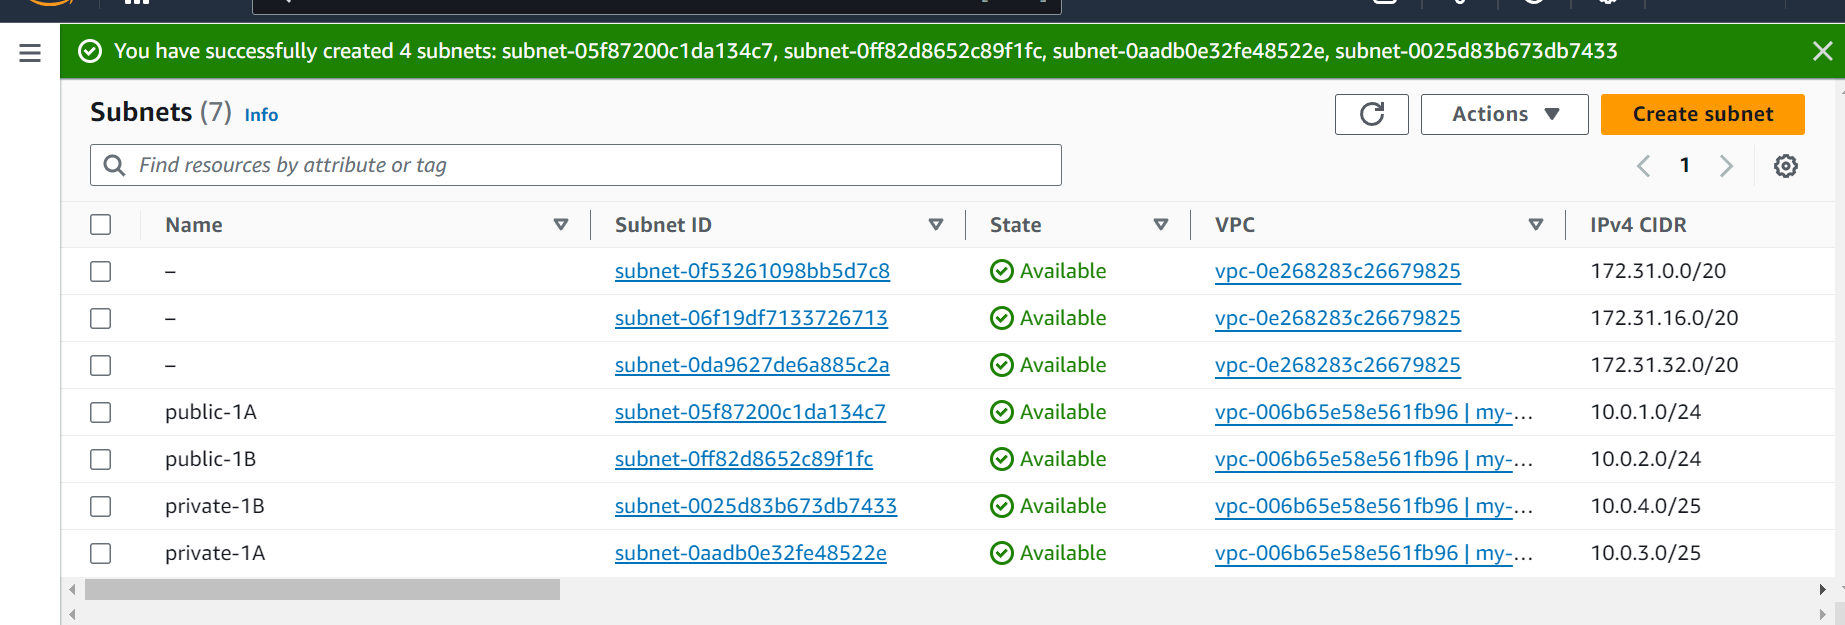 You have successfully created 4 subnets: subnet-05f87200c1da134c7, subnet-0ff82d8652c89f1fc, subnet-0aadb0e32fe48522e, subnet-0025d83b673db7433
Subnets (7) Info
Actions
Create subnet
Find resources by attribute or tag
1
Name Subnet ID State VPC IPv4 CIDR
– subnet-0f53261098bb5d7c8 Available vpc-0e268283c26679825 172.31.0.0/20
– subnet-06f19df7133726713 Available vpc-0e268283c26679825 172.31.16.0/20
– subnet-0da9627de6a885c2a Available vpc-0e268283c26679825 172.31.32.0/20
public-1A subnet-05f87200c1da134c7 Available vpc-006b65e58e561fb96 | my-... 10.0.1.0/24
public-1B subnet-0ff82d8652c89f1fc Available vpc-006b65e58e561fb96 | my-... 10.0.2.0/24
private-1B subnet-0025d83b673db7433 Available vpc-006b65e58e561fb96 | my-... 10.0.4.0/25
private-1A subnet-0aadb0e32fe48522e Available vpc-006b65e58e561fb96 | my-... 10.0.3.0/25